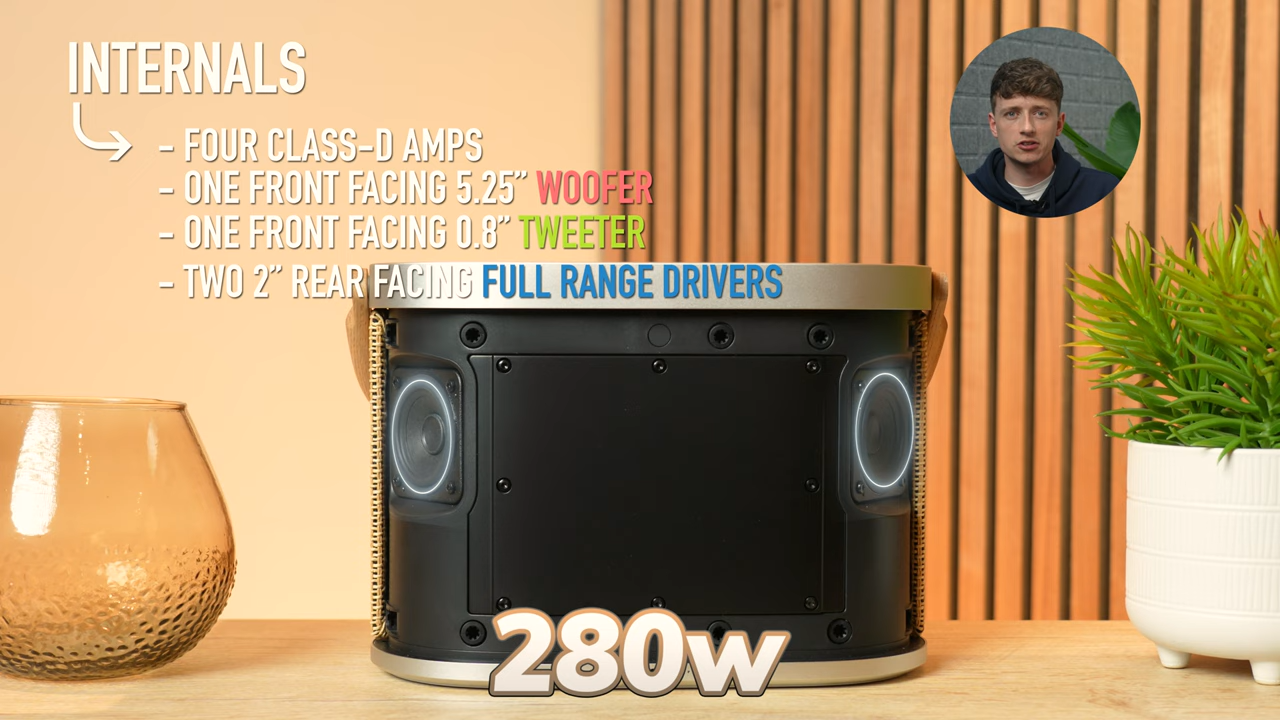 INTERNALS
- FOUR CLASS-D AMPS
- ONE FRONT FACING 5.25” WOOFER
- ONE FRONT FACING 0.8” TWEETER
- TWO 2” REAR FACING FULL RANGE DRIVERS
280w